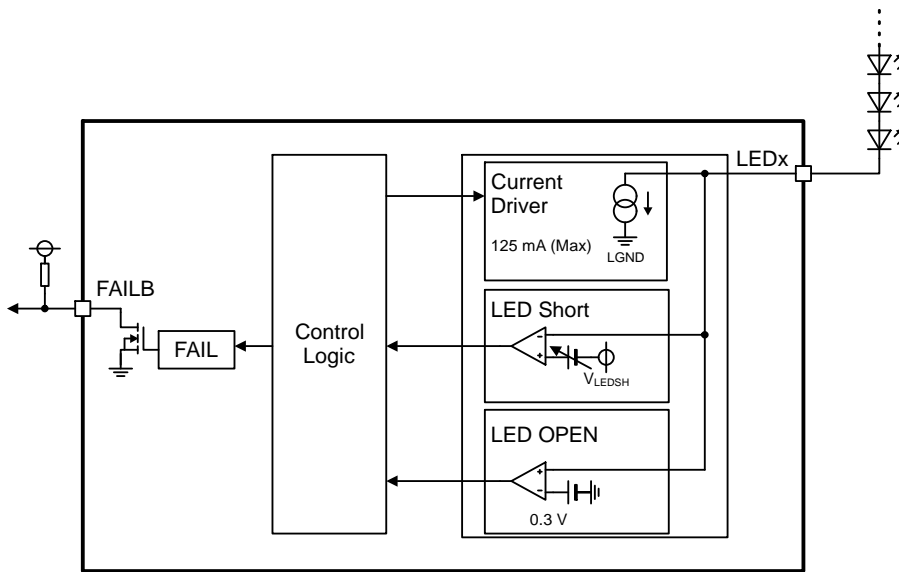 LEDx
Current
Driver
125 mA (Max)
LGND
FAILB
LED Short
-
+
VLEDSH
FAIL
Control
Logic
LED OPEN
+
-
0.3 V